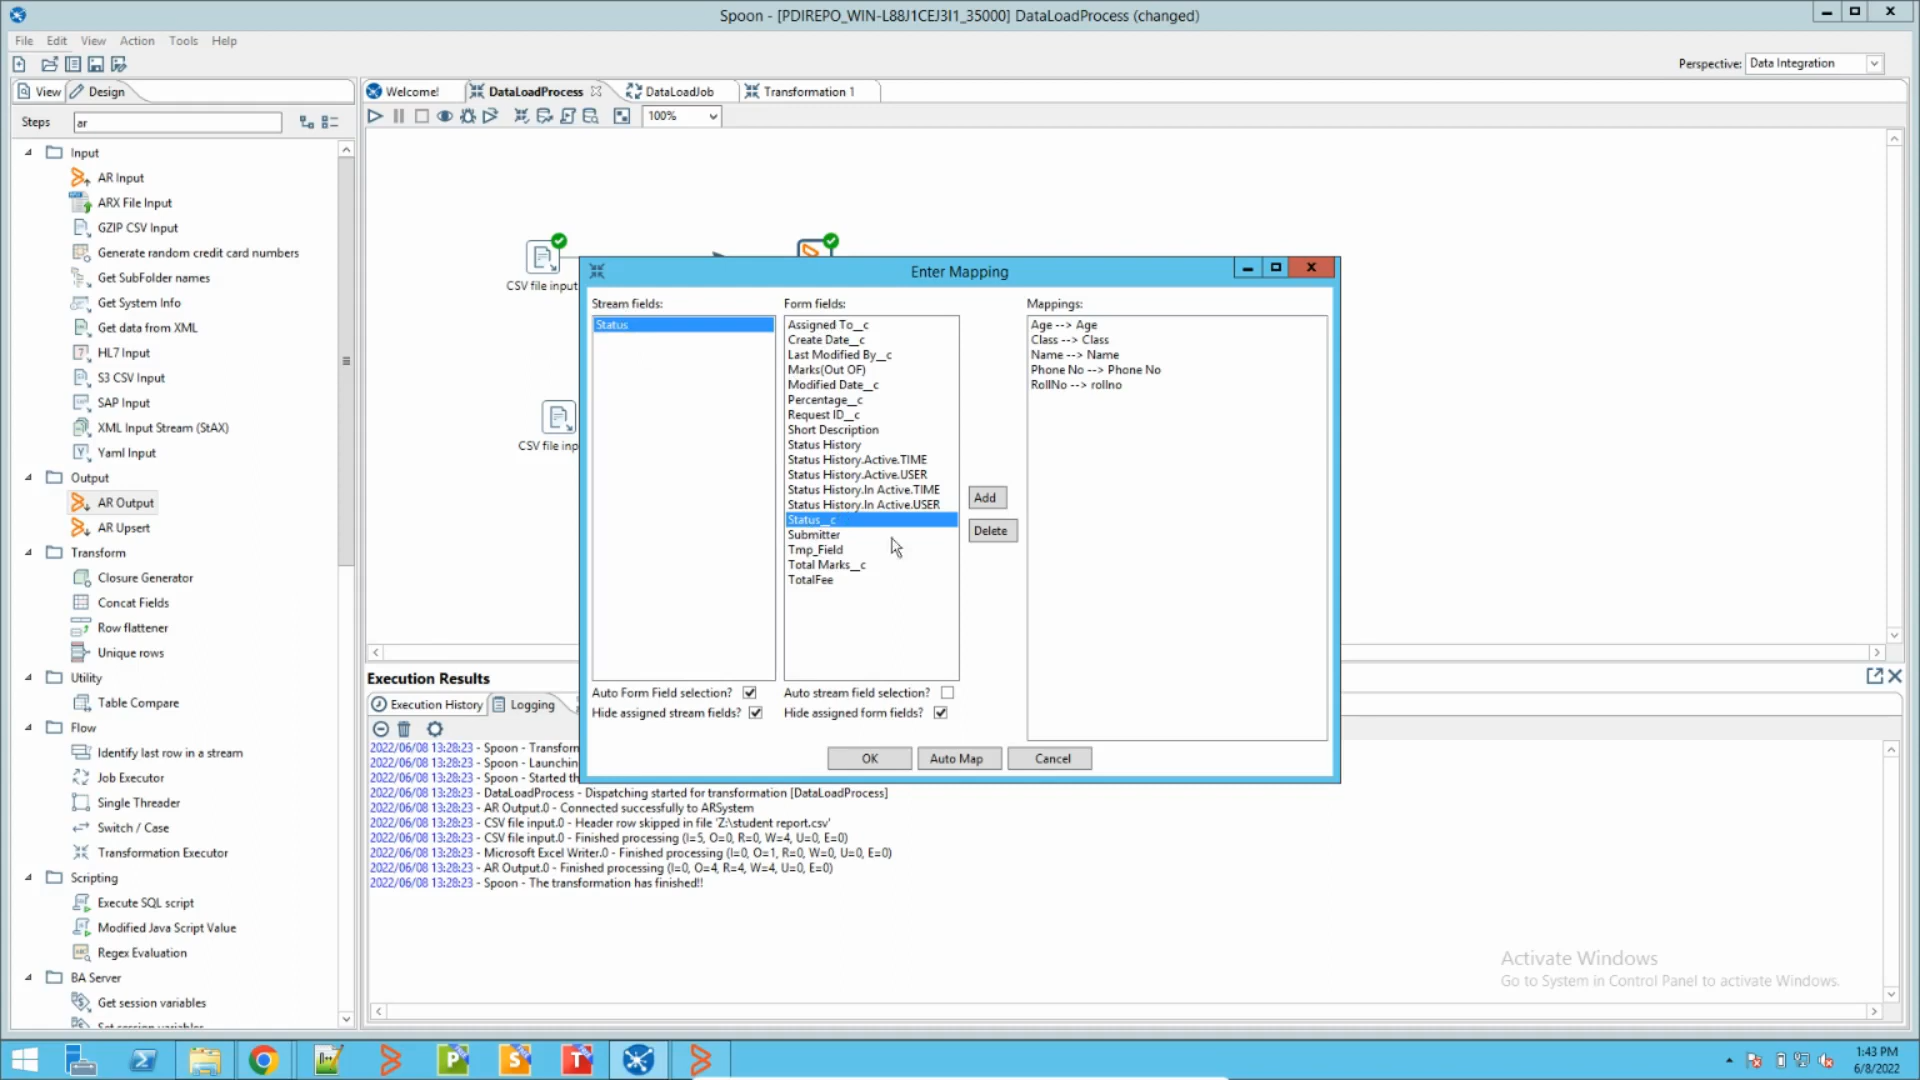 Spoon - [PDIREPO_WIN-L88J1CEJ3I1_35000] DataLoadProcess (changed)
File Edit View Action Tools Help
Perspective: Data Integration
View Design
Welcome! DataLoadProcess DataLoadJob Transformation 1
Steps ar
100%
Input
AR Input
ARX File Input
GZIP CSV Input
Generate random credit card numbers
Get SubFolder names
Get System Info
Get data from XML
HL7 Input
S3 CSV Input
SAP Input
XML Input Stream (StAX)
Yaml Input
Output
AR Output
AR Upsert
Transform
Closure Generator
Concat Fields
Row flattener
Unique rows
Utility
Table Compare
Flow
Identify last row in a stream
Job Executor
Single Threader
Switch / Case
Transformation Executor
Scripting
Execute SQL script
Modified Java Script Value
Regex Evaluation
BA Server
Get session variables
Set session variables
CSV file input
CSV file inp
Enter Mapping
Stream fields:
Status
Form fields:
Assigned To__c
Create Date__c
Last Modified By__c
Marks(Out OF)
Modified Date__c
Percentage__c
Request ID__c
Short Description
Status History
Status History.Active.TIME
Status History.Active.USER
Status History.In Active.TIME
Status History.In Active.USER
Status__c
Submitter
Tmp_Field
Total Marks__c
TotalFee
Add
Delete
Mappings:
Age --> Age
Class --> Class
Name --> Name
Phone No --> Phone No
RollNo --> rollno
Auto Form Field selection?
Auto stream field selection?
Hide assigned stream fields?
Hide assigned form fields?
OK Auto Map Cancel
Execution Results
Execution History Logging
2022/06/08 13:28:23 - Spoon - Transform
2022/06/08 13:28:23 - Spoon - Launchin
2022/06/08 13:28:23 - Spoon - Started th
2022/06/08 13:28:23 - DataLoadProcess - Dispatching started for transformation [DataLoadProcess]
2022/06/08 13:28:23 - AR Output.0 - Connected successfully to ARSystem
2022/06/08 13:28:23 - CSV file input.0 - Header row skipped in file 'Z:\student report.csv'
2022/06/08 13:28:23 - CSV file input.0 - Finished processing (I=5, O=0, R=0, W=4, U=0, E=0)
2022/06/08 13:28:23 - Microsoft Excel Writer.0 - Finished processing (I=0, O=1, R=0, W=0, U=0, E=0)
2022/06/08 13:28:23 - AR Output.0 - Finished processing (I=0, O=4, R=4, W=4, U=0, E=0)
2022/06/08 13:28:23 - Spoon - The transformation has finished!!
Activate Windows
Go to System in Control Panel to activate Windows.
1:43 PM
6/8/2022